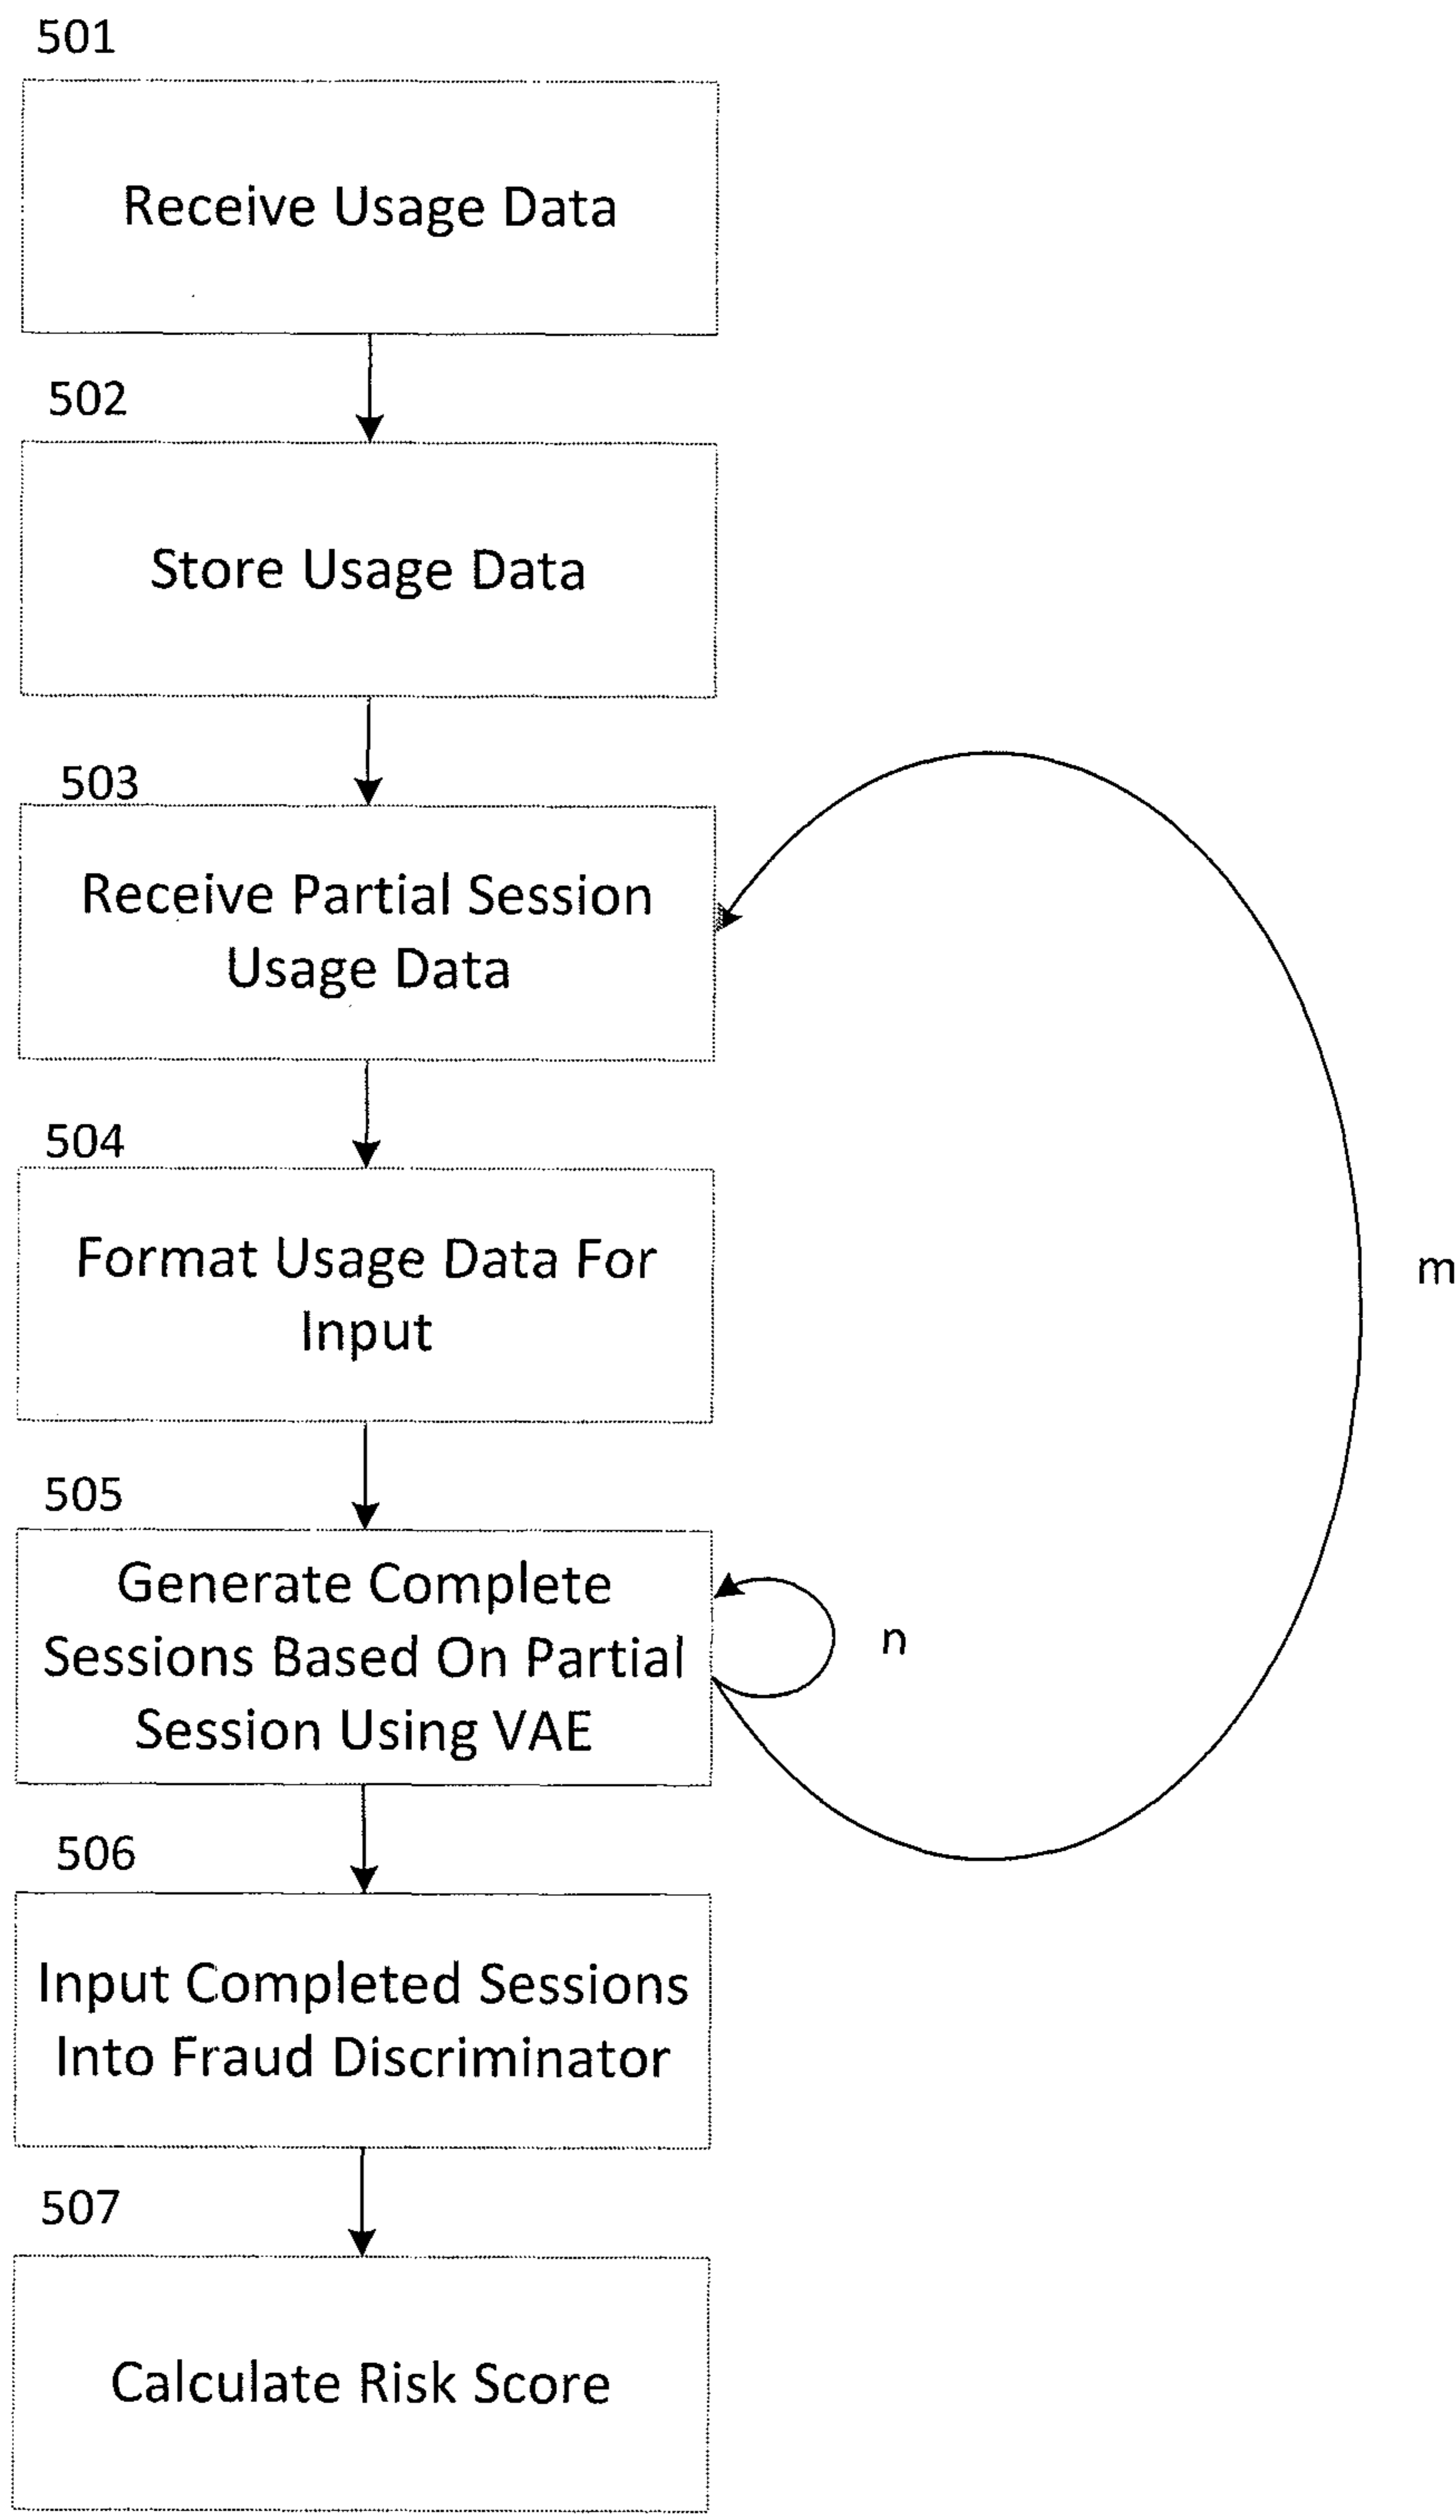 501
Receive Usage Data
502
Store Usage Data
503
Receive Partial Session
Usage Data
504
Format Usage Data For
Input
m
505
Generate Complete
Sessions Based On Partial
Session Using VAE
n
506
Input Completed Sessions
Into Fraud Discriminator
507
Calculate Risk Score